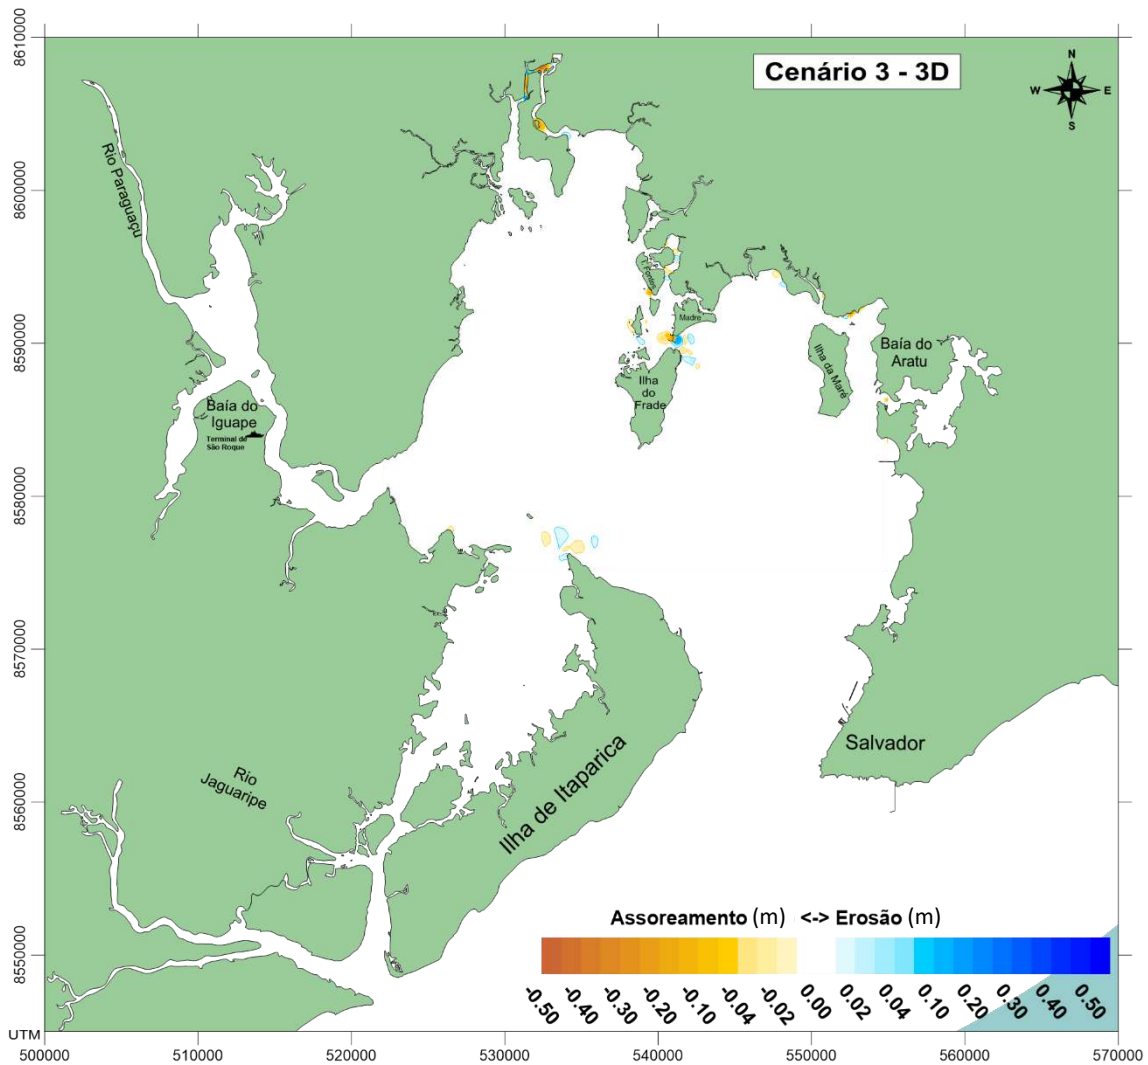 8610000
8600000
8590000
8580000
8570000
8560000
8550000
UTM
500000
510000
520000
530000
540000
550000
560000
570000
Cenário 3 - 3D
N
W
E
S
Rio Paraguaçu
Baía do
Iguape
Terminal de
São Roque
I. Fontes
Madre
Ilha
do
Frade
Ilha da Maré
Baía do
Aratu
Salvador
Ilha de Itaparica
Rio
Jaguaripe
Assoreamento (m) <-> Erosão (m)
-0.50
-0.40
-0.30
-0.20
-0.10
-0.04
-0.02
0.00
0.02
0.04
0.10
0.20
0.30
0.40
0.50